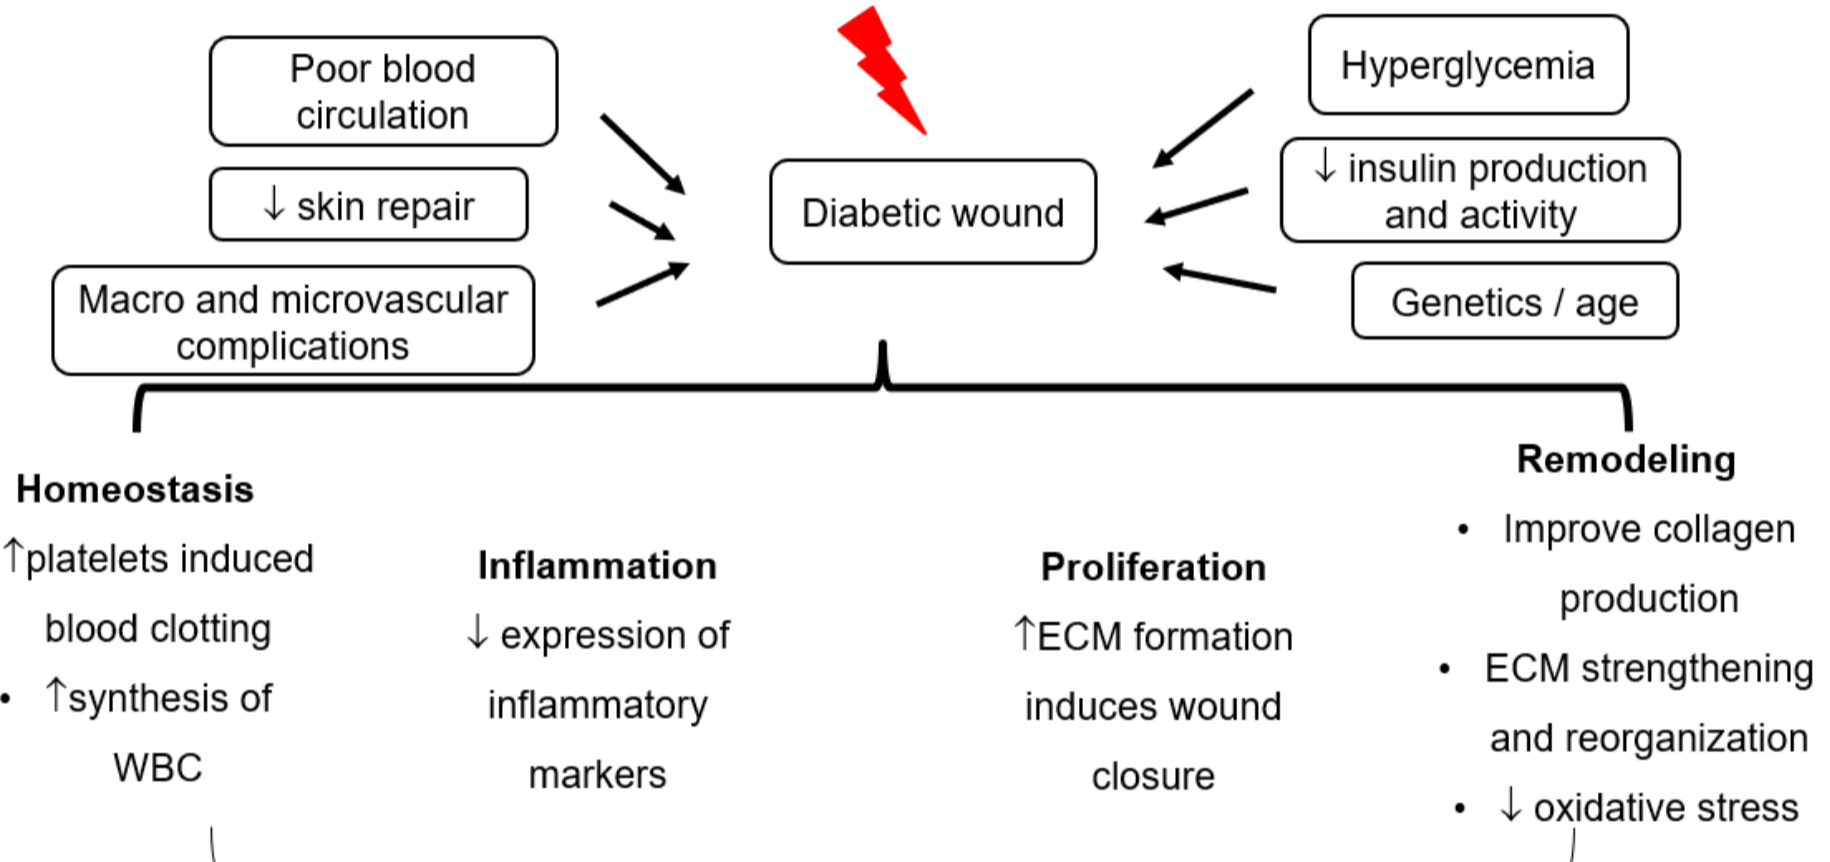 Poor blood
circulation
↓ skin repair
Macro and microvascular
complications
Diabetic wound
Hyperglycemia
↓ insulin production
and activity
Genetics / age
Homeostasis
↑platelets induced
blood clotting
• ↑synthesis of
WBC
Inflammation
↓ expression of
inflammatory
markers
Proliferation
↑ECM formation
induces wound
closure
Remodeling
• Improve collagen
production
• ECM strengthening
and reorganization
• ↓ oxidative stress